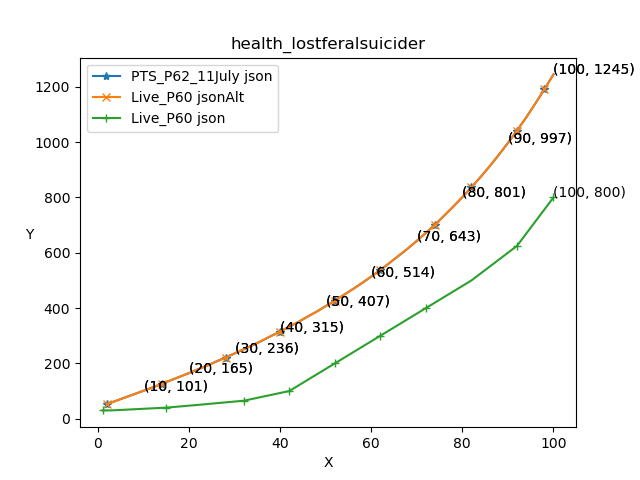 health_lostferalsuicider
PTS_P62_11July json
Live_P60 jsonAlt
Live_P60 json
(100, 1245)
(90, 997)
(80, 801)
(100, 800)
(70, 643)
(60, 514)
(50, 407)
(40, 315)
(30, 236)
(20, 165)
(10, 101)
Y
1200
1000
800
600
400
200
0
0 20 40 60 80 100
X